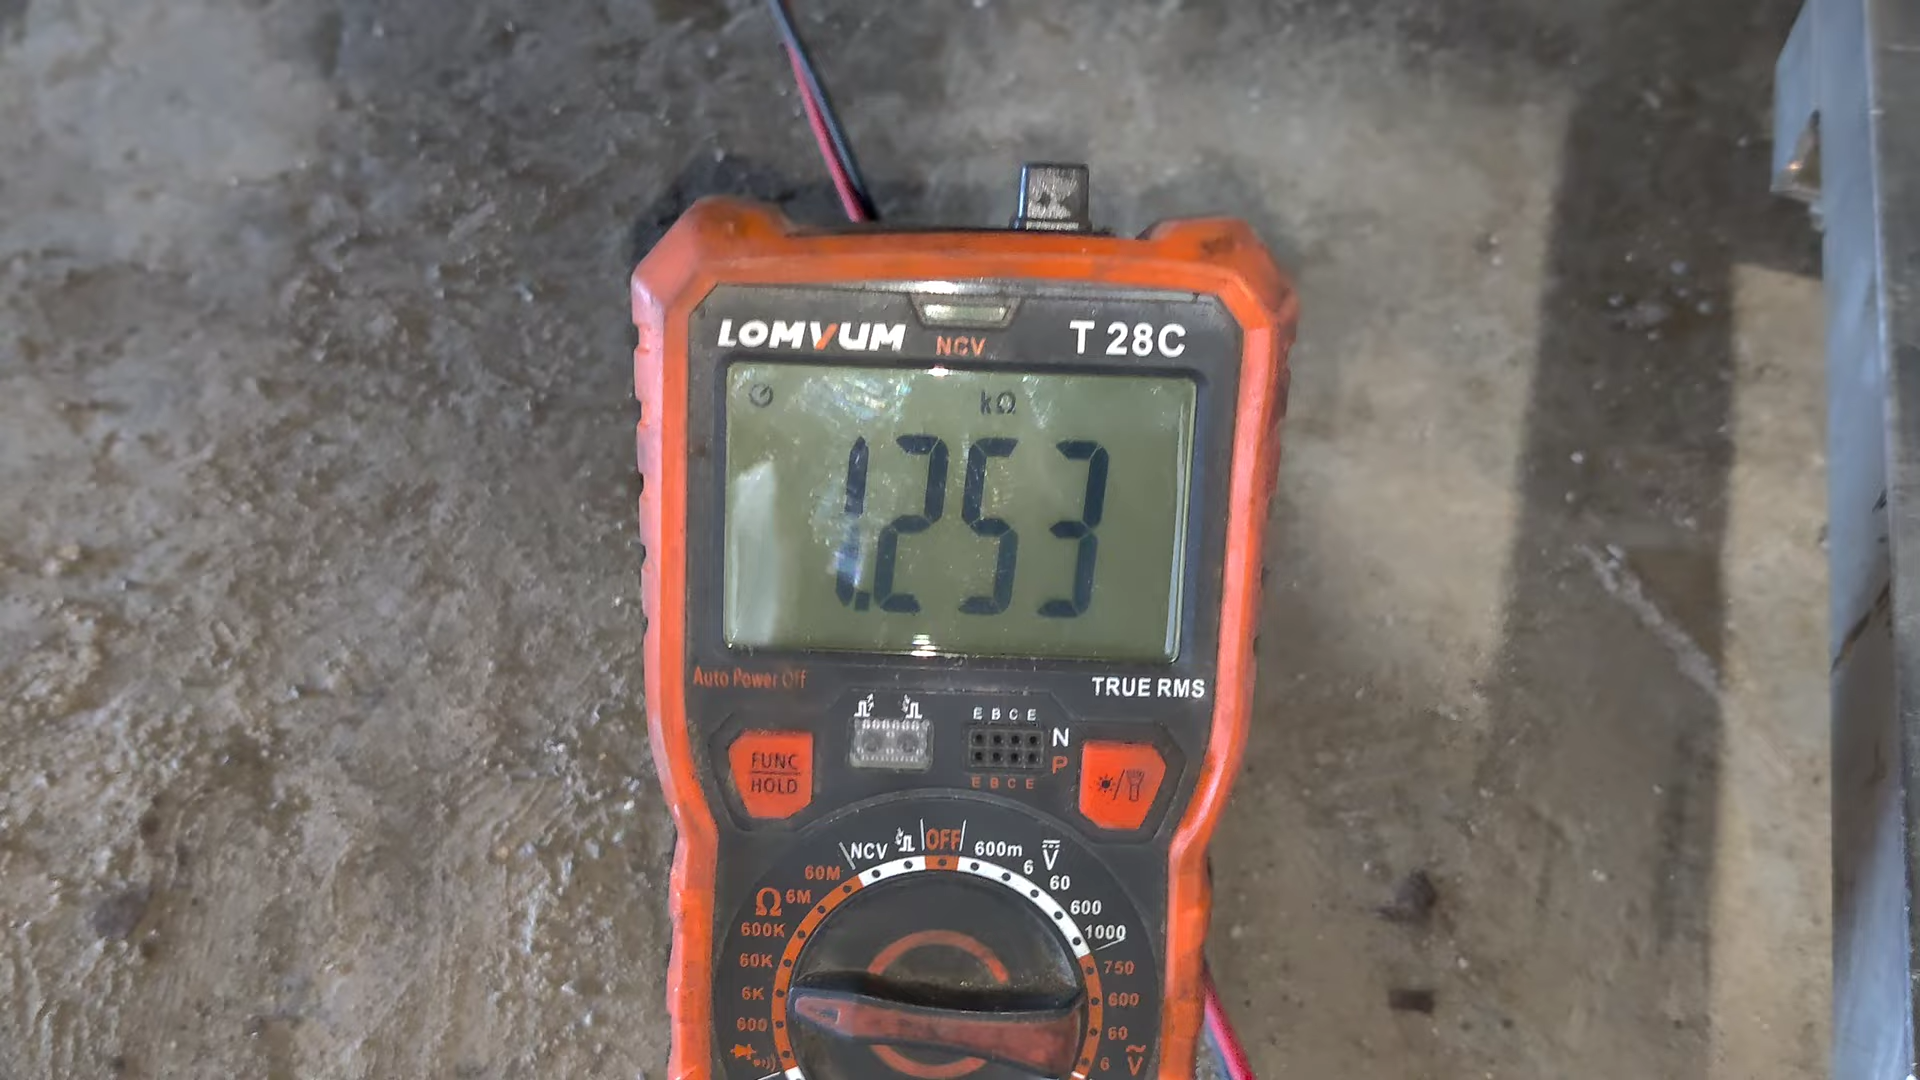 LOMVUM
NCV
T 28C
kΩ
1.253
Auto Power Off
TRUE RMS
E B C E
N
P
E B C E
FUNC
HOLD
NCV
OFF
600m
V
6
60
600
1000
750
600
60
6
V
60M
Ω
6M
600K
60K
6K
600